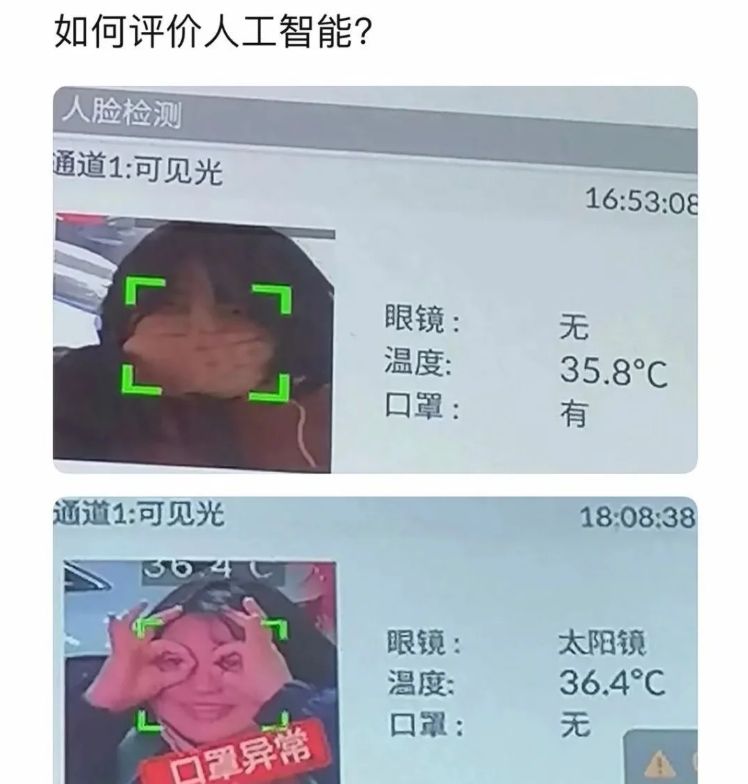 如何评价人工智能?
人脸检测
通道1:可见光
16:53:08
眼镜: 无
温度: 35.8°C
口罩: 有
通道1:可见光
18:08:38
36.4°C
眼镜: 太阳镜
温度: 36.4°C
口罩: 无
口罩异常